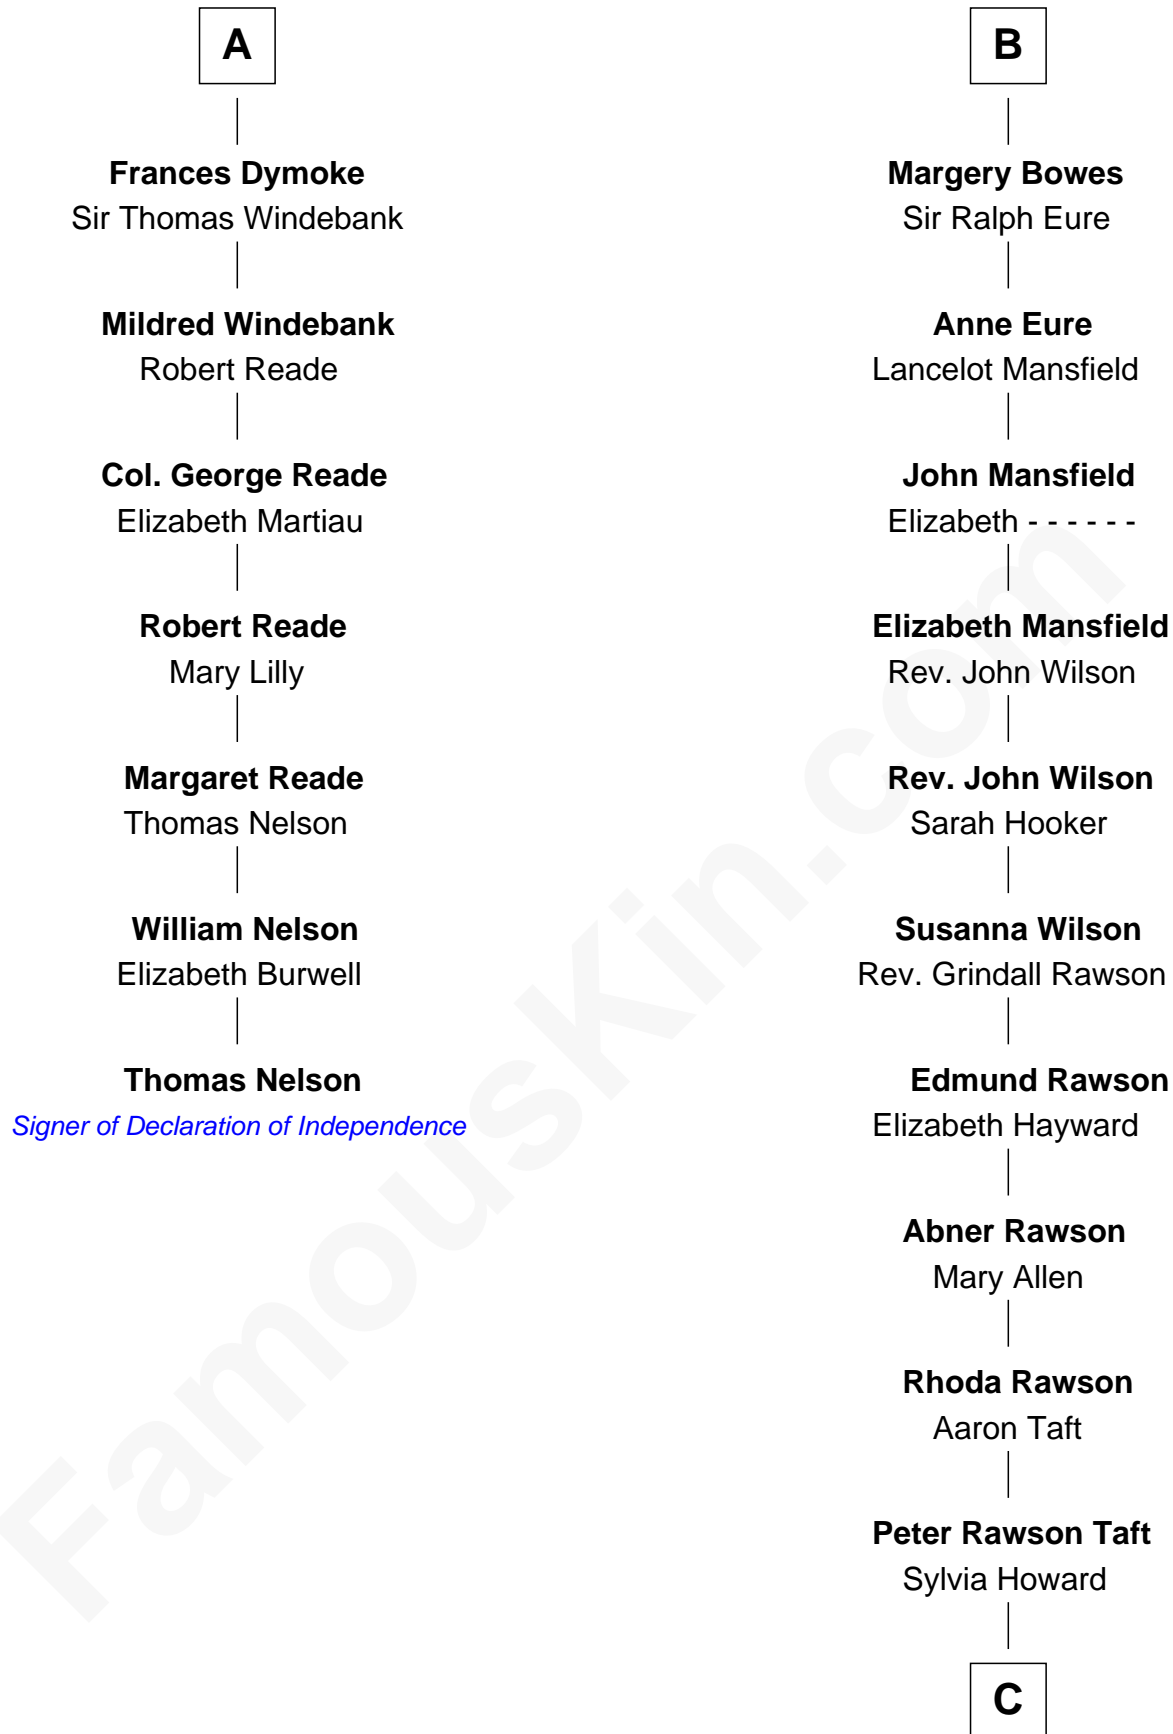 A
Frances Dymoke
Sir Thomas Windebank
Mildred Windebank
Robert Reade
Col. George Reade
Elizabeth Martiau
Robert Reade
Mary Lilly
Margaret Reade
Thomas Nelson
William Nelson
Elizabeth Burwell
Thomas Nelson
Signer of Declaration of Independence
B
Margery Bowes
Sir Ralph Eure
Anne Eure
Lancelot Mansfield
John Mansfield
Elizabeth - - - - - -
Elizabeth Mansfield
Rev. John Wilson
Rev. John Wilson
Sarah Hooker
Susanna Wilson
Rev. Grindall Rawson
Edmund Rawson
Elizabeth Hayward
Abner Rawson
Mary Allen
Rhoda Rawson
Aaron Taft
Peter Rawson Taft
Sylvia Howard
C
FamousKin.com